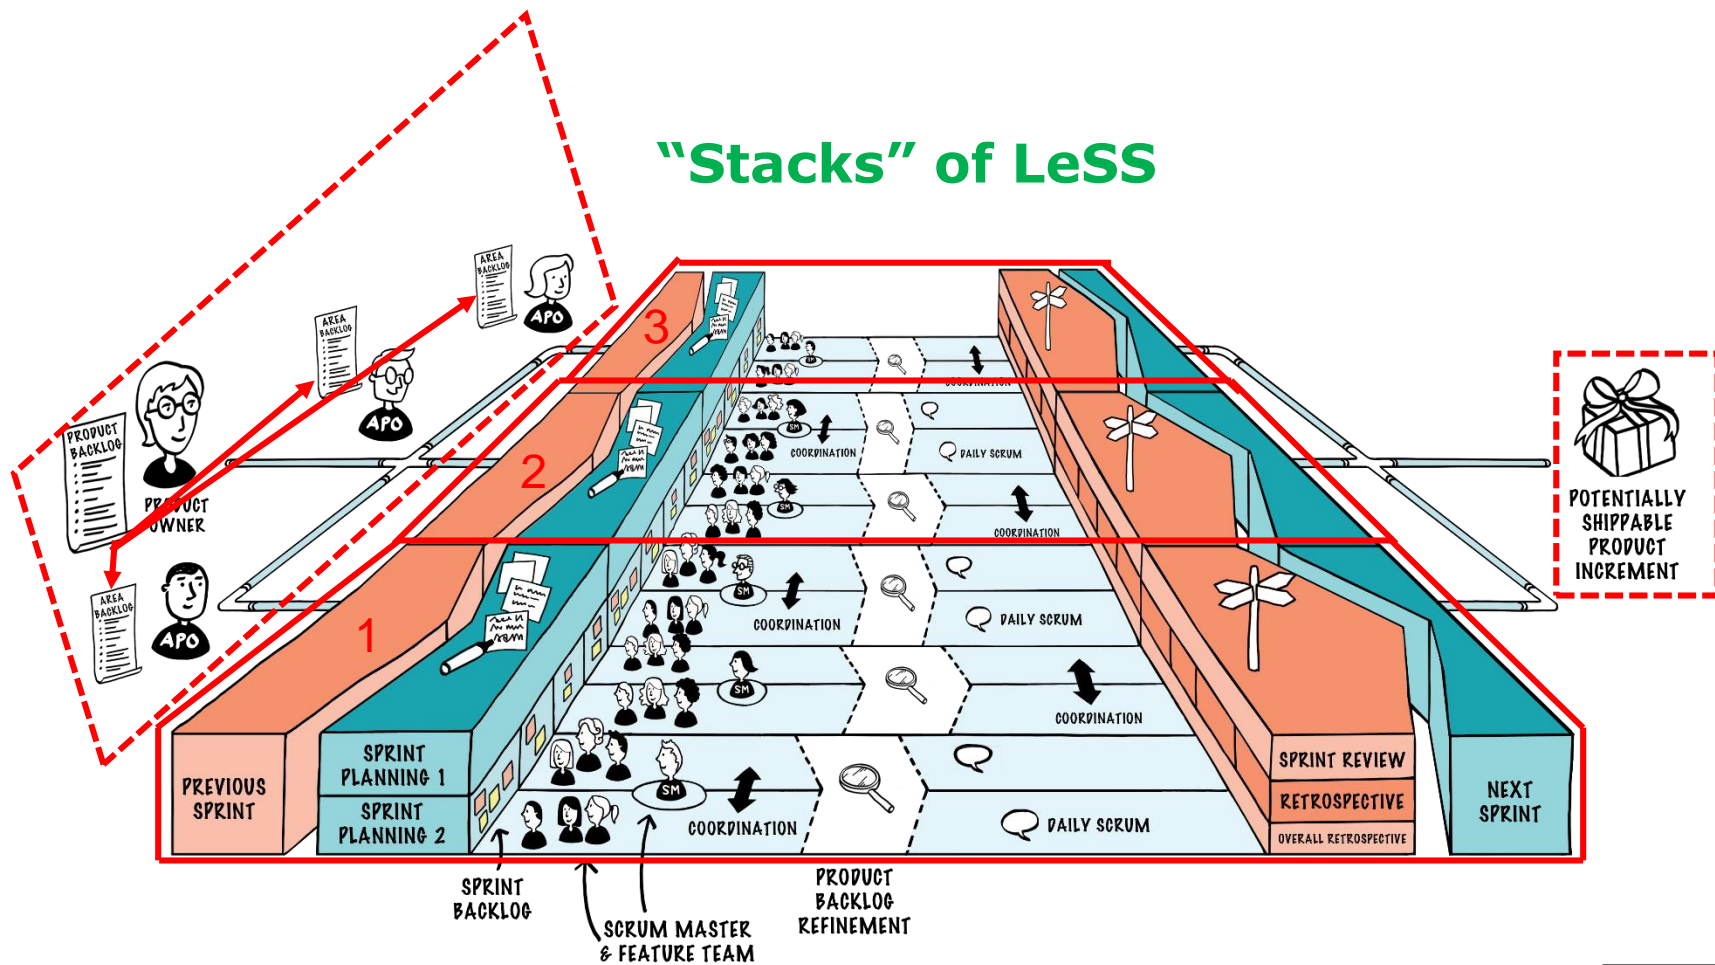 “Stacks” of LeSS
AREA
BACKLOG
APO
AREA
BACKLOG
APO
PRODUCT
BACKLOG
PRODUCT
OWNER
AREA
BACKLOG
APO
3
2
1
COORDINATION
SM
COORDINATION
DAILY SCRUM
SM
COORDINATION
SM
COORDINATION
DAILY SCRUM
SM
COORDINATION
SM
COORDINATION
DAILY SCRUM
PREVIOUS
SPRINT
SPRINT
PLANNING 1
SPRINT
PLANNING 2
SPRINT REVIEW
RETROSPECTIVE
OVERALL RETROSPECTIVE
NEXT
SPRINT
POTENTIALLY
SHIPPABLE
PRODUCT
INCREMENT
SPRINT
BACKLOG
SCRUM MASTER
& FEATURE TEAM
PRODUCT
BACKLOG
REFINEMENT